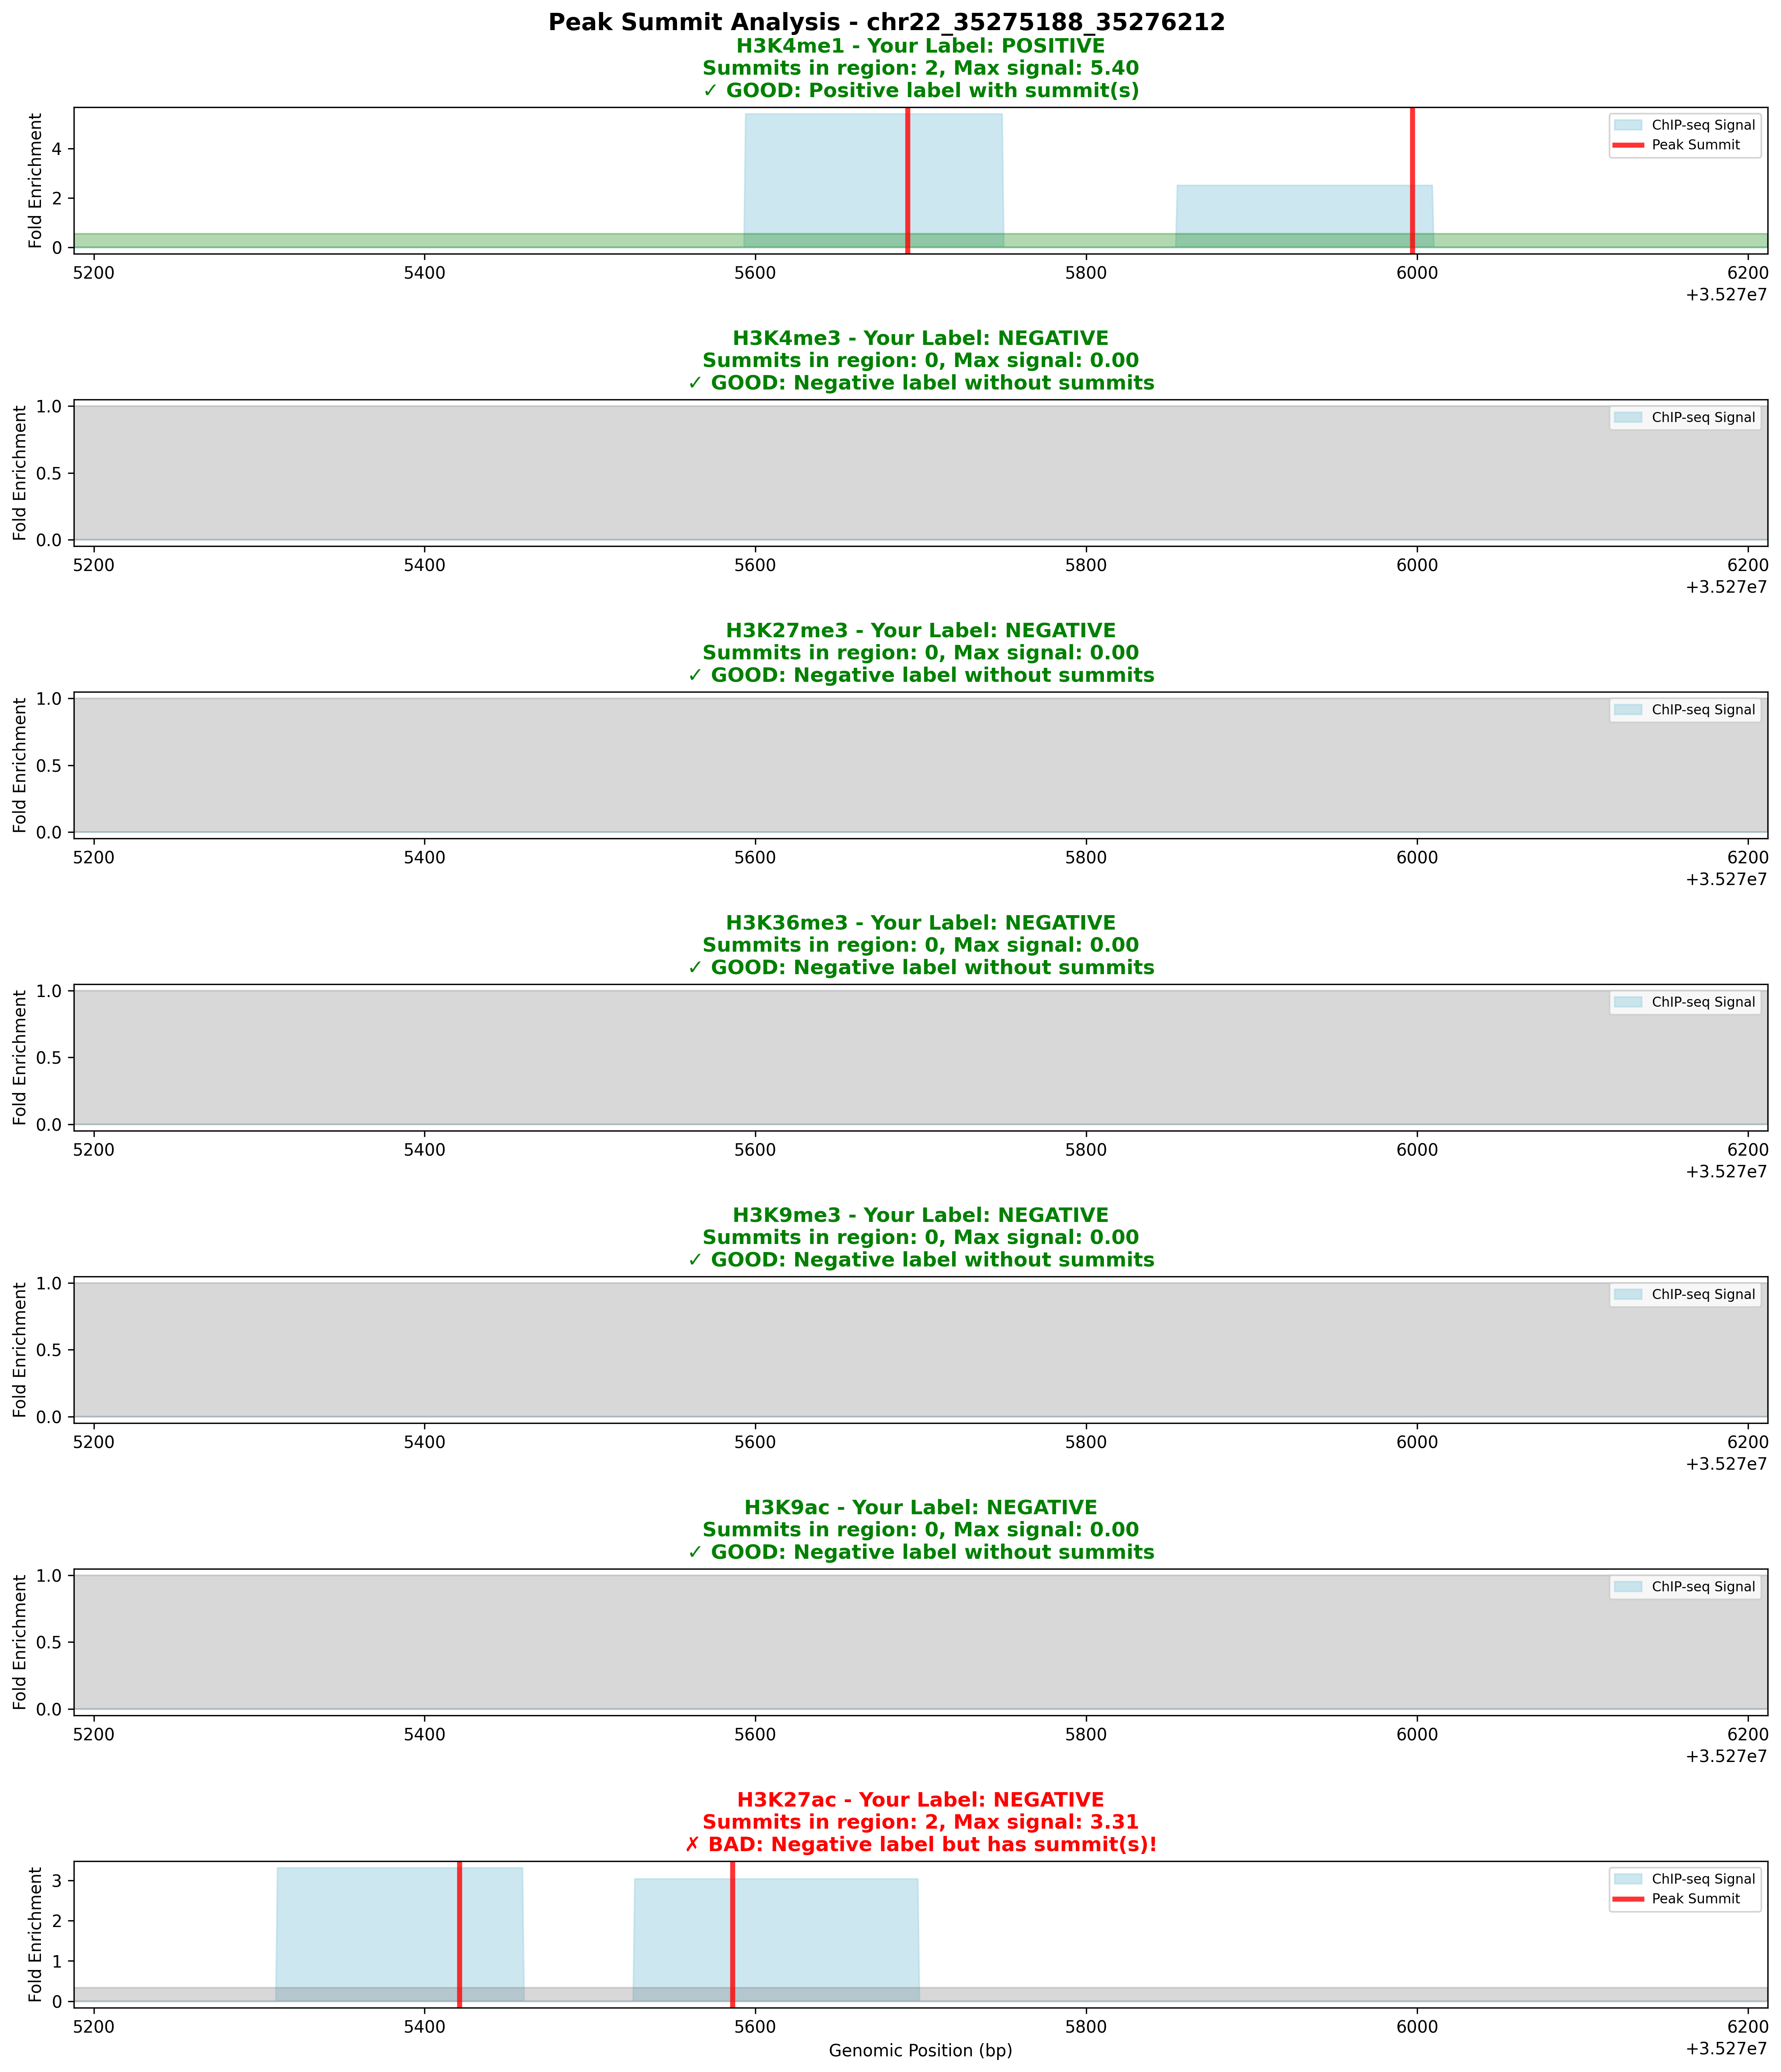 Peak Summit Analysis - chr22_35275188_35276212
H3K4me1 - Your Label: POSITIVE
Summits in region: 2, Max signal: 5.40
✓ GOOD: Positive label with summit(s)
Fold Enrichment
4
2
0
ChIP-seq Signal
Peak Summit
5200 5400 5600 5800 6000 6200
+3.527e7
H3K4me3 - Your Label: NEGATIVE
Summits in region: 0, Max signal: 0.00
✓ GOOD: Negative label without summits
Fold Enrichment
1.0
0.5
0.0
ChIP-seq Signal
5200 5400 5600 5800 6000 6200
+3.527e7
H3K27me3 - Your Label: NEGATIVE
Summits in region: 0, Max signal: 0.00
✓ GOOD: Negative label without summits
Fold Enrichment
1.0
0.5
0.0
ChIP-seq Signal
5200 5400 5600 5800 6000 6200
+3.527e7
H3K36me3 - Your Label: NEGATIVE
Summits in region: 0, Max signal: 0.00
✓ GOOD: Negative label without summits
Fold Enrichment
1.0
0.5
0.0
ChIP-seq Signal
5200 5400 5600 5800 6000 6200
+3.527e7
H3K9me3 - Your Label: NEGATIVE
Summits in region: 0, Max signal: 0.00
✓ GOOD: Negative label without summits
Fold Enrichment
1.0
0.5
0.0
ChIP-seq Signal
5200 5400 5600 5800 6000 6200
+3.527e7
H3K9ac - Your Label: NEGATIVE
Summits in region: 0, Max signal: 0.00
✓ GOOD: Negative label without summits
Fold Enrichment
1.0
0.5
0.0
ChIP-seq Signal
5200 5400 5600 5800 6000 6200
+3.527e7
H3K27ac - Your Label: NEGATIVE
Summits in region: 2, Max signal: 3.31
✗ BAD: Negative label but has summit(s)!
Fold Enrichment
3
2
1
0
ChIP-seq Signal
Peak Summit
5200 5400 5600 5800 6000 6200
+3.527e7
Genomic Position (bp)